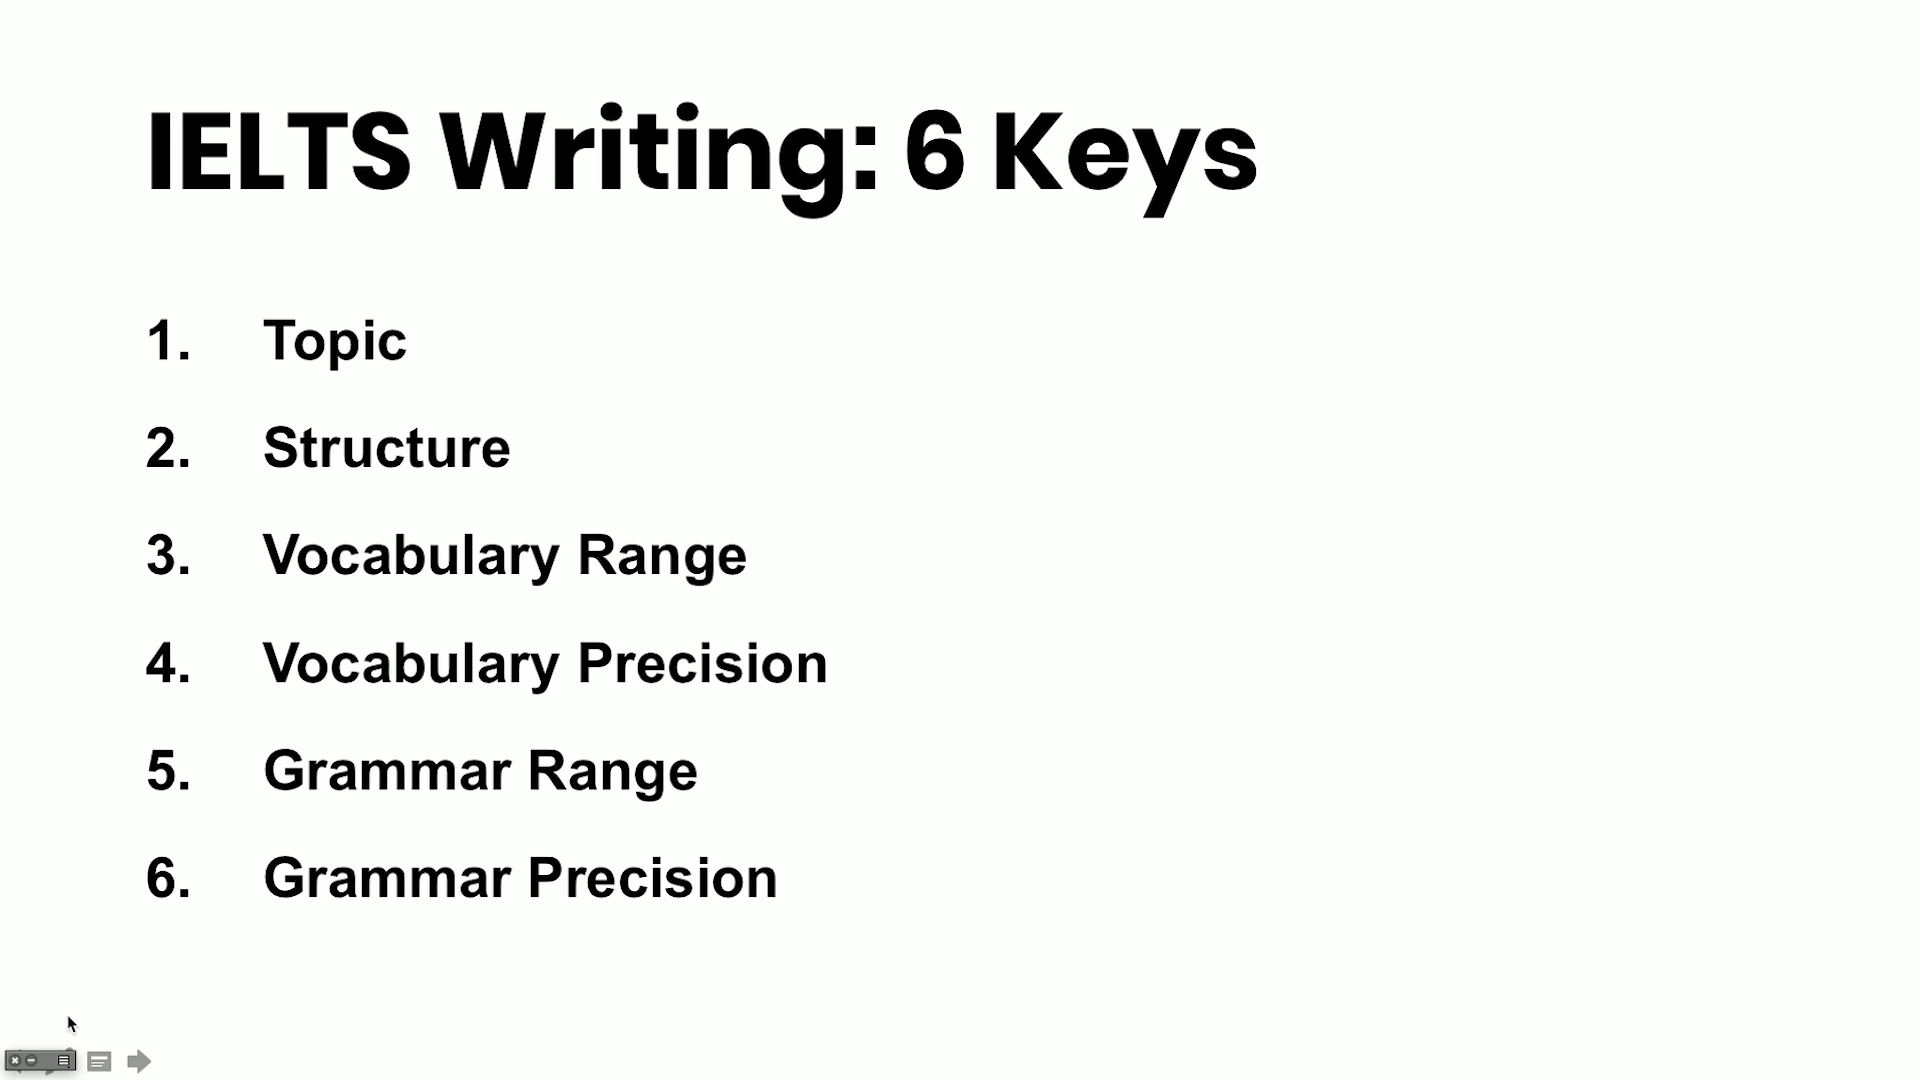 IELTS Writing: 6 Keys
1. Topic
2. Structure
3. Vocabulary Range
4. Vocabulary Precision
5. Grammar Range
6. Grammar Precision